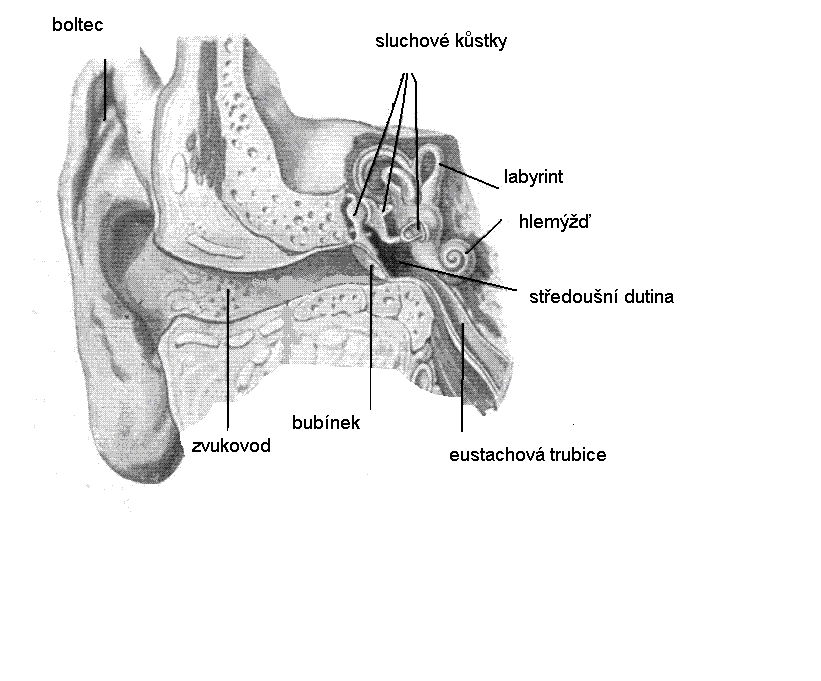 boltec
sluchové kůstky
labyrint
hlemýžď
středoušní dutina
bubínek
zvukovod
eustachová trubice